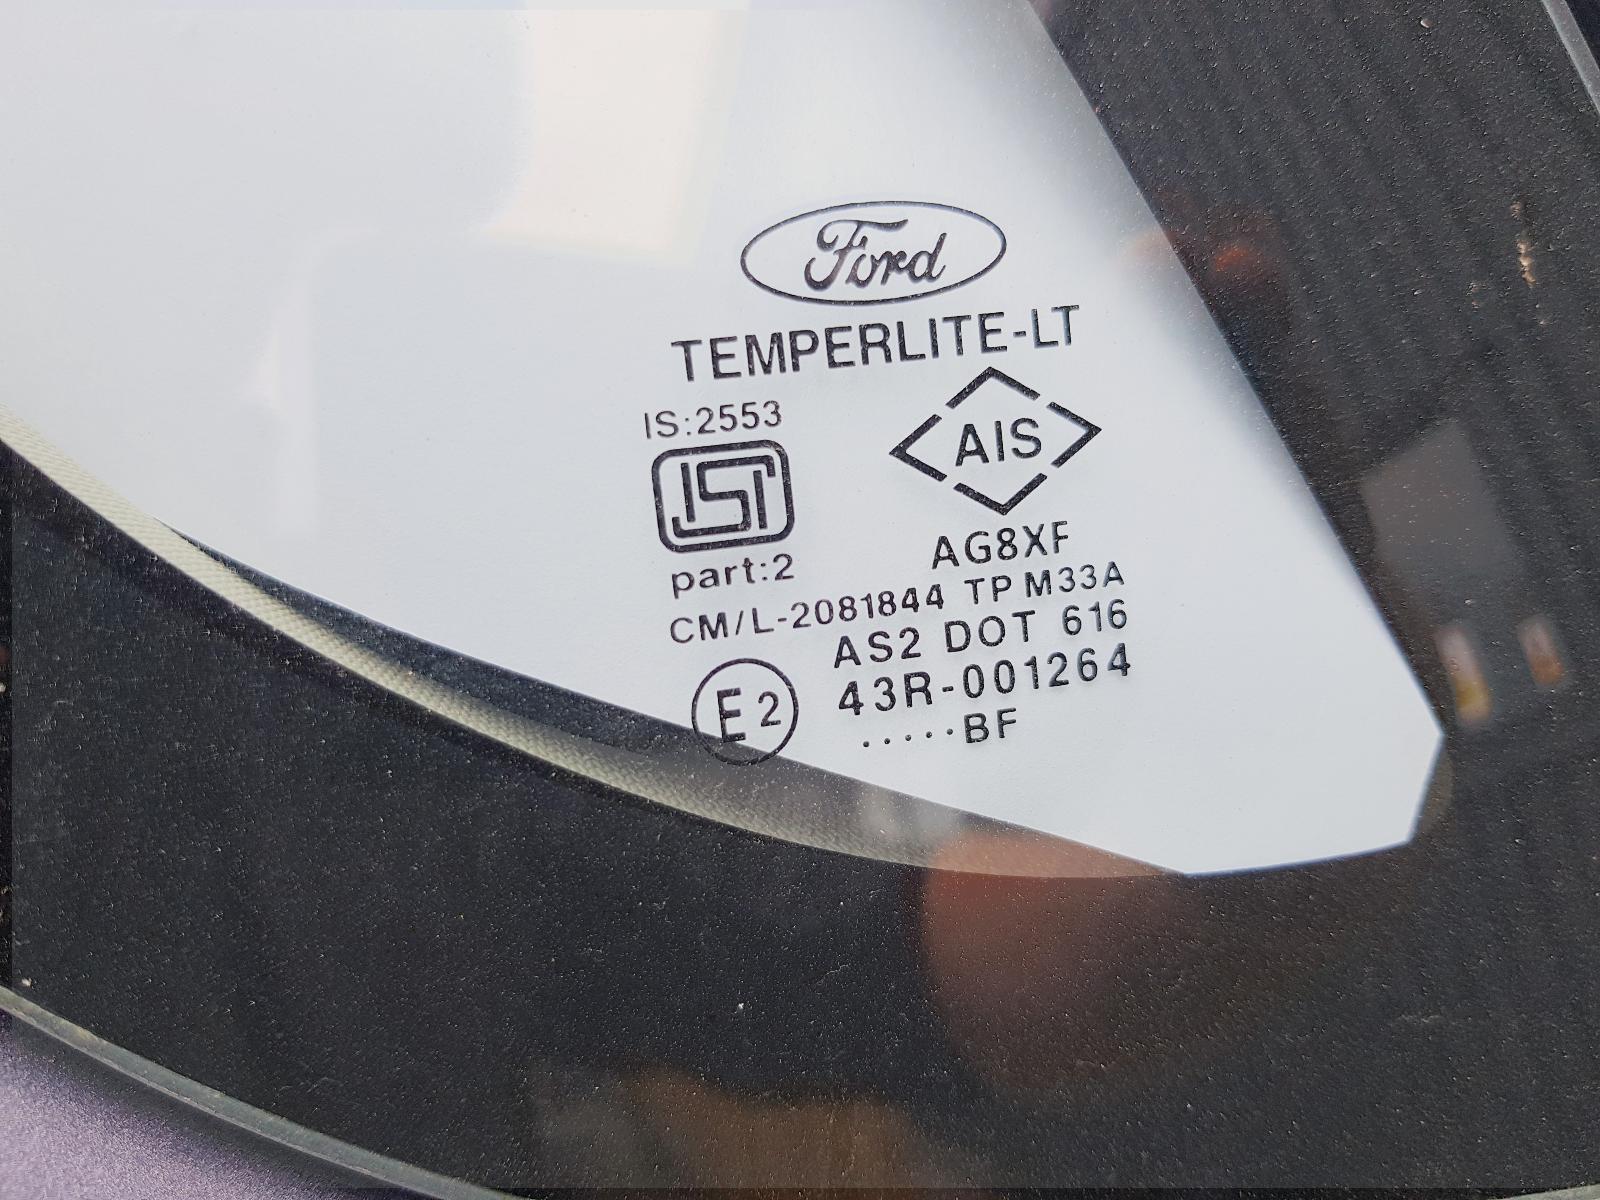 Ford
TEMPERLITE-LT
IS:2553
ISI
part:2
AIS
AG8XF
CM/L-2081844 TP M33A
AS2 DOT 616
E2 43R-001264
.....BF